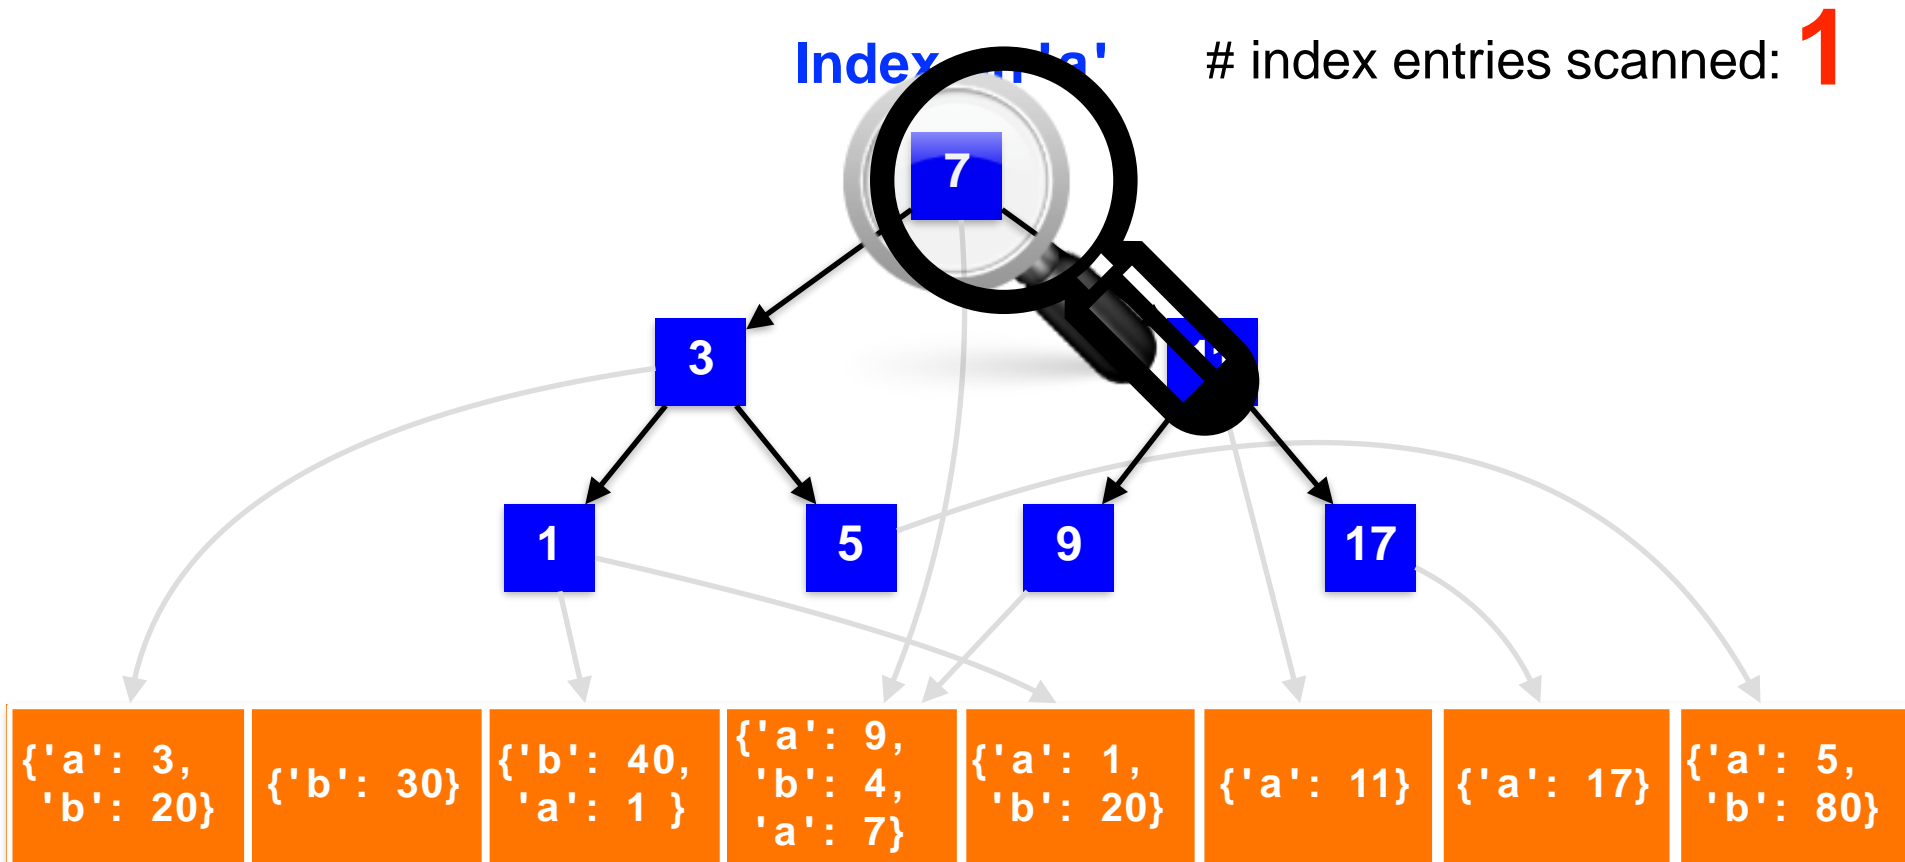 Index 'a'
# index entries scanned: 1
7
3
1
5
9
17
{'a': 3,
'b': 20}
{'b': 30}
{'b': 40,
'a': 1 }
{'a': 9,
'b': 4,
'a': 7}
{'a': 1,
'b': 20}
{'a': 11}
{'a': 17}
{'a': 5,
'b': 80}